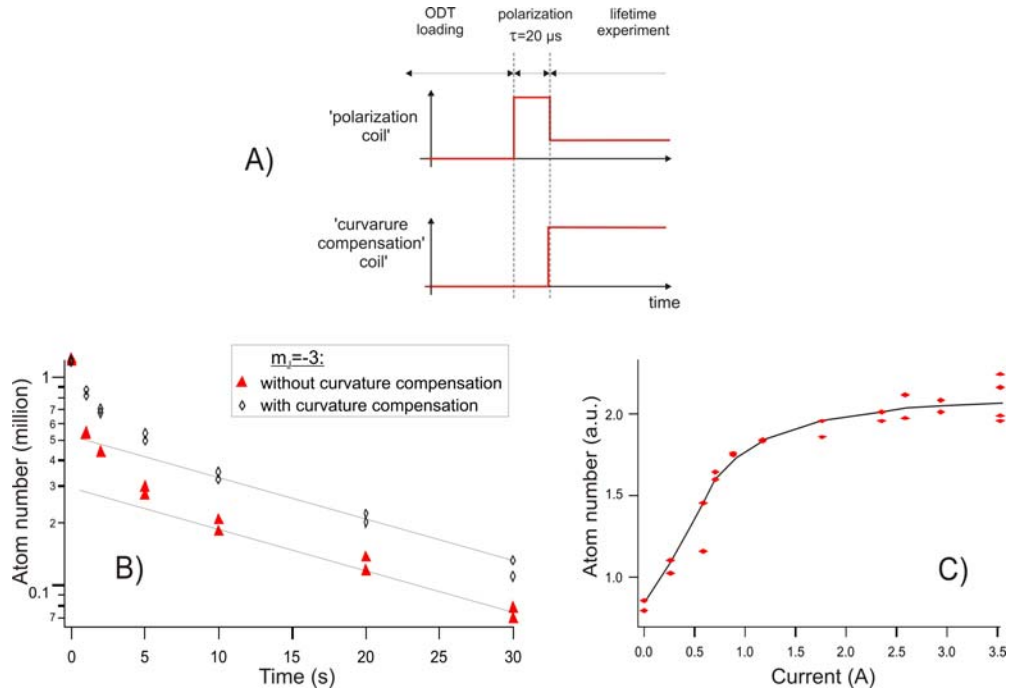 ODT
loading
polarization
τ=20 μs
lifetime
experiment
'polarization
coil'
A)
'curvarure
compensation'
coil'
time
m_J=-3:
without curvature compensation
with curvature compensation
Atom number (million)
1
7
6
5
4
3
2
0.1
7
B)
0
5
10
15
20
25
30
Time (s)
Atom number (a.u.)
2.0
1.5
1.0
C)
0.0
0.5
1.0
1.5
2.0
2.5
3.0
3.5
Current (A)